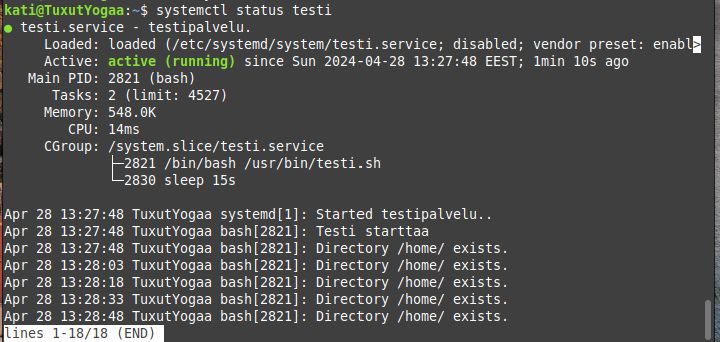 kati@TuxutYogaa:~$ systemctl status testi
● testi.service - testipalvelu.
Loaded: loaded (/etc/systemd/system/testi.service; disabled; vendor preset: enabl>
Active: active (running) since Sun 2024-04-28 13:27:48 EEST; 1min 10s ago
Main PID: 2821 (bash)
Tasks: 2 (limit: 4527)
Memory: 548.0K
CPU: 14ms
CGroup: /system.slice/testi.service
├─2821 /bin/bash /usr/bin/testi.sh
└─2830 sleep 15s
Apr 28 13:27:48 TuxutYogaa systemd[1]: Started testipalvelu..
Apr 28 13:27:48 TuxutYogaa bash[2821]: Testi starttaa
Apr 28 13:27:48 TuxutYogaa bash[2821]: Directory /home/ exists.
Apr 28 13:28:03 TuxutYogaa bash[2821]: Directory /home/ exists.
Apr 28 13:28:18 TuxutYogaa bash[2821]: Directory /home/ exists.
Apr 28 13:28:33 TuxutYogaa bash[2821]: Directory /home/ exists.
Apr 28 13:28:48 TuxutYogaa bash[2821]: Directory /home/ exists.
lines 1-18/18 (END)